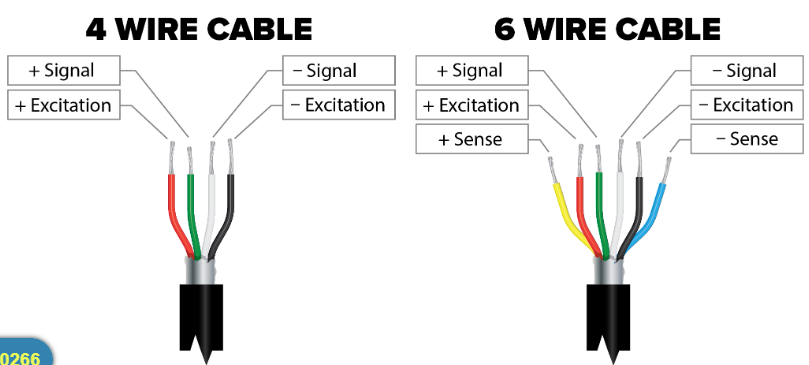 4 WIRE CABLE
+ Signal
− Signal
+ Excitation
− Excitation
6 WIRE CABLE
+ Signal
− Signal
+ Excitation
− Excitation
+ Sense
− Sense
0266